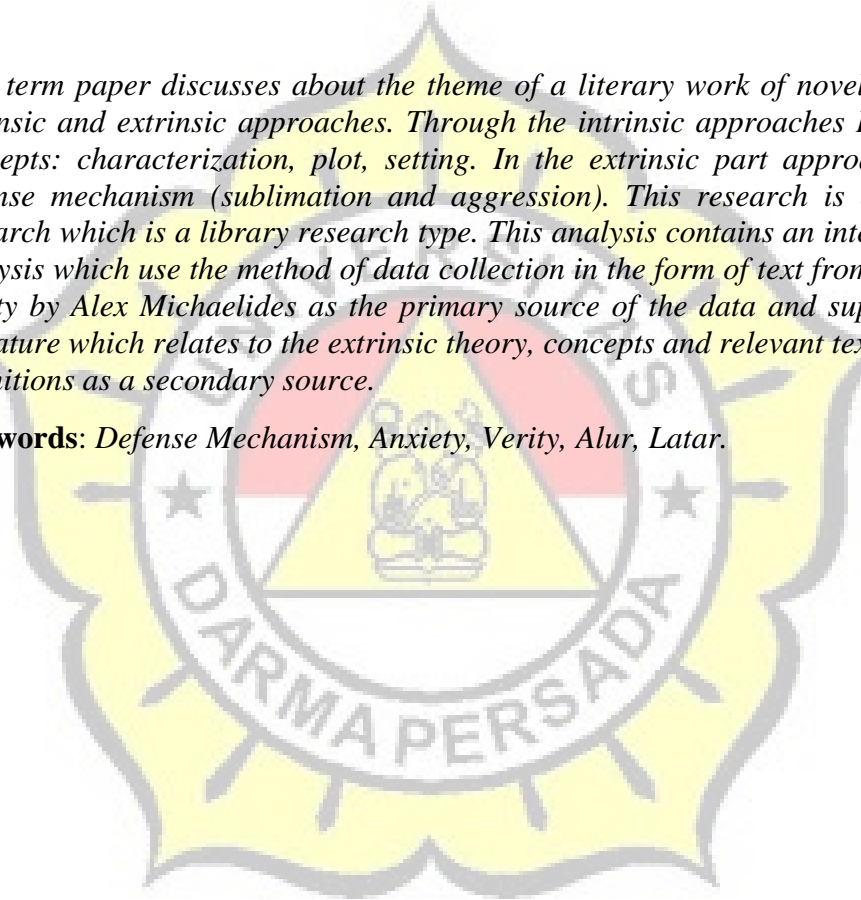 term paper discusses about the theme of a literary work of novel
nsic and extrinsic approaches. Through the intrinsic approaches
epts: characterization, plot, setting. In the extrinsic part appro
nse mechanism (sublimation and aggression). This research is
arch which is a library research type. This analysis contains an inte
ysis which use the method of data collection in the form of text from
ty by Alex Michaelides as the primary source of the data and sup
ature which relates to the extrinsic theory, concepts and relevant tex
nitions as a secondary source.
words: Defense Mechanism, Anxiety, Verity, Alur, Latar.
UNIVERSITAS
DARMA PERSADA